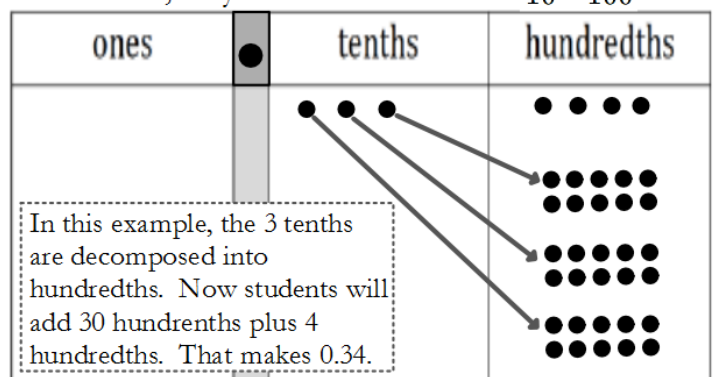 ones tenths hundredths
In this example, the 3 tenths
are decomposed into
hundredths. Now students will
add 30 hundrenths plus 4
hundredths. That makes 0.34.